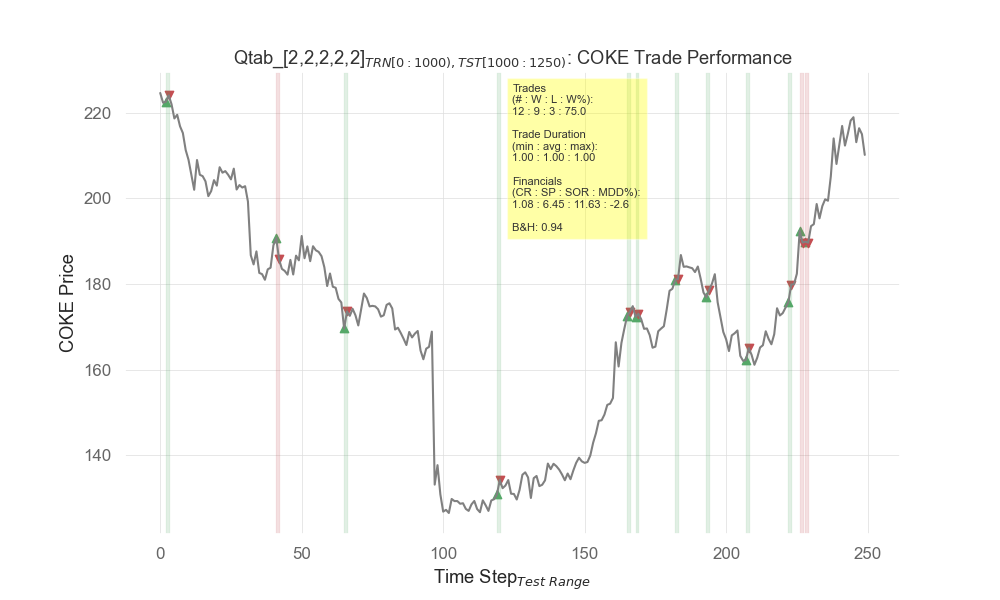 Qtab_[2,2,2,2,2]TRN[0 : 1000), TST[1000 : 1250) : COKE Trade Performance
Trades
(# : W : L : W%):
12 : 9 : 3 : 75.0
Trade Duration
(min : avg : max):
1.00 : 1.00 : 1.00
Financials
(CR : SP : SOR : MDD%):
1.08 : 6.45 : 11.63 : -2.6
B&H: 0.94
COKE Price
220
200
180
160
140
0 50 100 150 200 250
Time StepTest Range